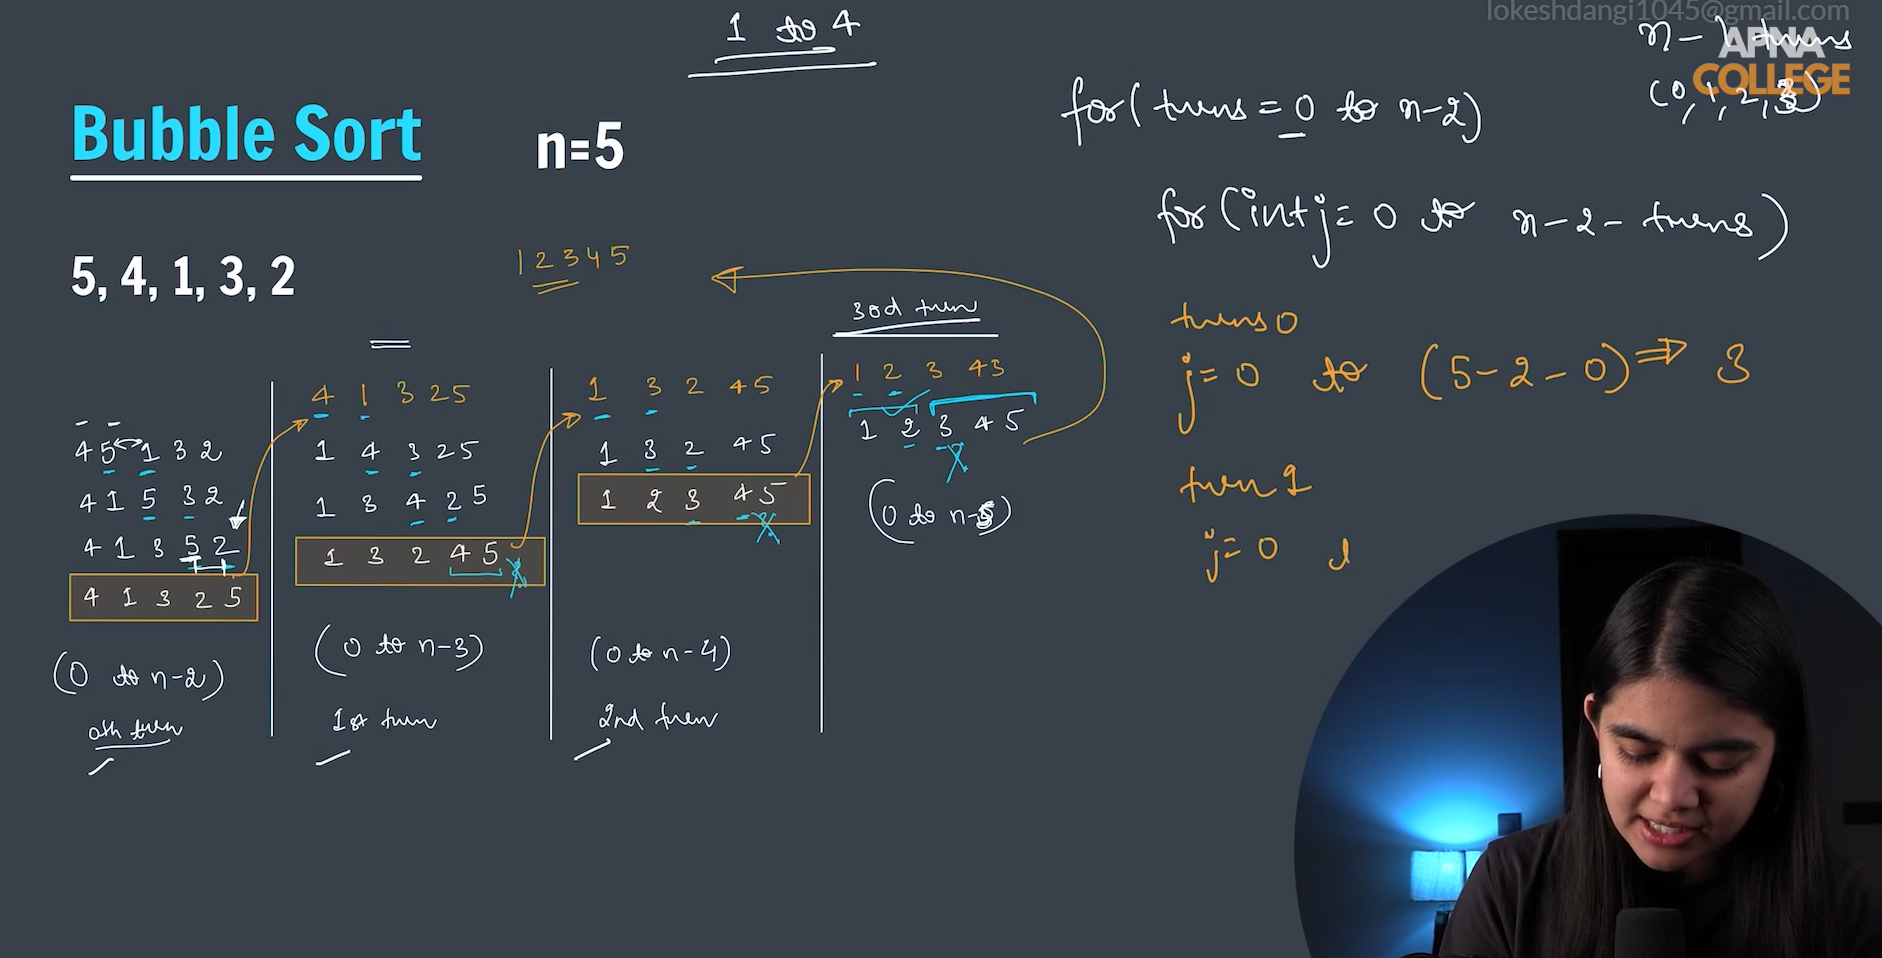 lokeshdangi1045@gmail.com
1 to 4
n-1 turns
APNA
COLLEGE
(0, 1, 2, 3)
for( turns = 0 to n-2)
Bubble Sort
n=5
for (int j= 0 to n-2- turns)
5, 4, 1, 3, 2
1 2 3 4 5
turns 0
j= 0 to (5-2-0) ⇒ 3
turn 1
j= 0
4 5 ↔ 1 3 2
4 1 5 3 2
4 1 3 5 2
4 1 3 2 5
(0 to n-2)
0th turn
4 1 3 2 5
1 4 3 2 5
1 3 4 2 5
1 3 2 4 5
(0 to n-3)
1st turn
1 3 2 4 5
1 3 2 4 5
1 2 3 4 5
(0 to n-4)
2nd turn
3rd turn
1 2 3 4 5
1 2 3 4 5
(0 to n-5)